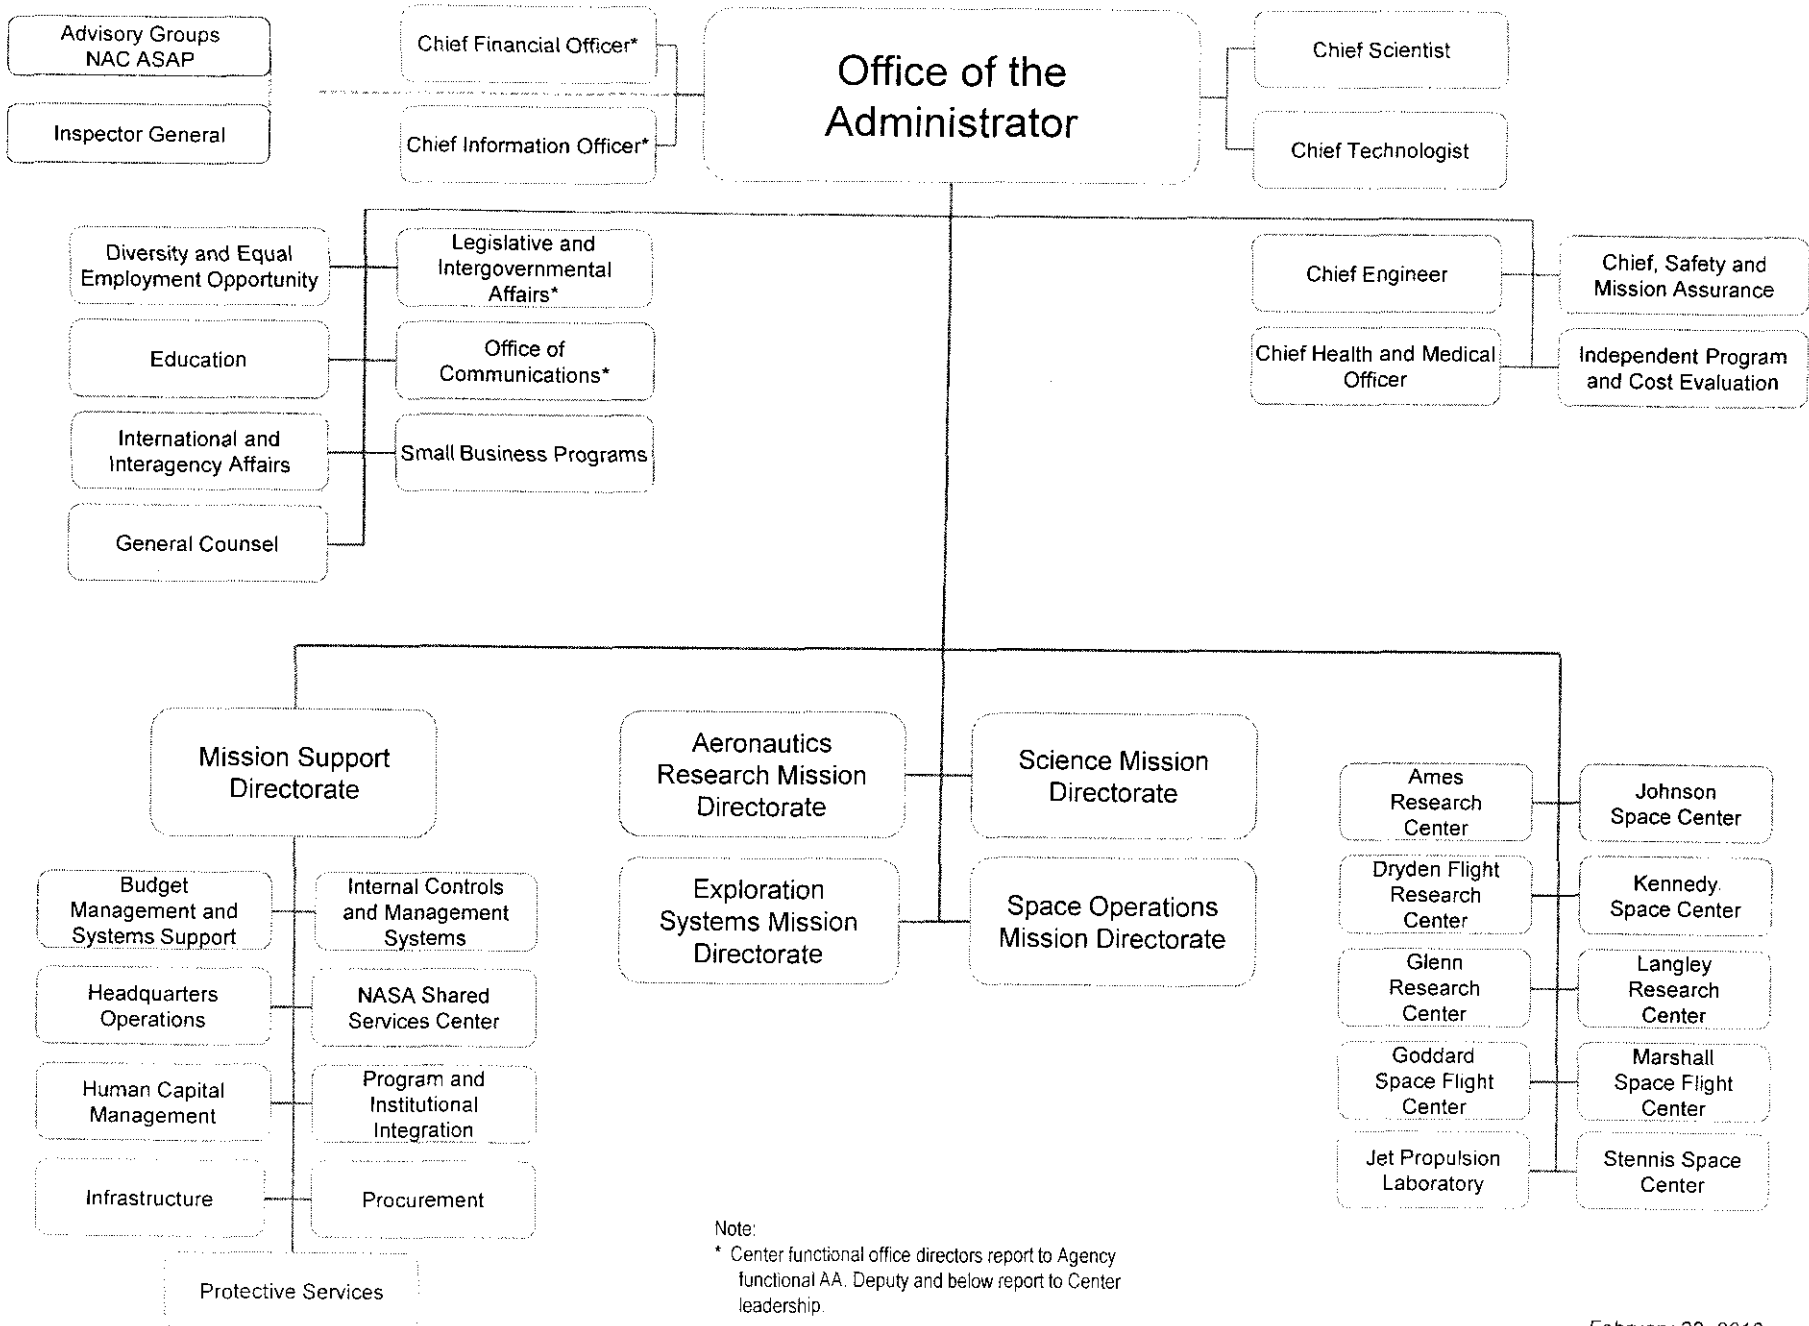 Advisory Groups
NAC ASAP
Inspector General
Chief Financial Officer*
Chief Information Officer*
Office of the
Administrator
Chief Scientist
Chief Technologist
Diversity and Equal
Employment Opportunity
Legislative and
Intergovernmental
Affairs*
Education
Office of
Communications*
International and
Interagency Affairs
Small Business Programs
General Counsel
Chief Engineer
Chief, Safety and
Mission Assurance
Chief Health and Medical
Officer
Independent Program
and Cost Evaluation
Mission Support
Directorate
Budget
Management and
Systems Support
Internal Controls
and Management
Systems
Headquarters
Operations
NASA Shared
Services Center
Human Capital
Management
Program and
Institutional
Integration
Infrastructure
Procurement
Protective Services
Aeronautics
Research Mission
Directorate
Science Mission
Directorate
Exploration
Systems Mission
Directorate
Space Operations
Mission Directorate
Ames
Research
Center
Johnson
Space Center
Dryden Flight
Research
Center
Kennedy
Space Center
Glenn
Research
Center
Langley
Research
Center
Goddard
Space Flight
Center
Marshall
Space Flight
Center
Jet Propulsion
Laboratory
Stennis Space
Center
Note:
* Center functional office directors report to Agency
functional AA. Deputy and below report to Center
leadership.